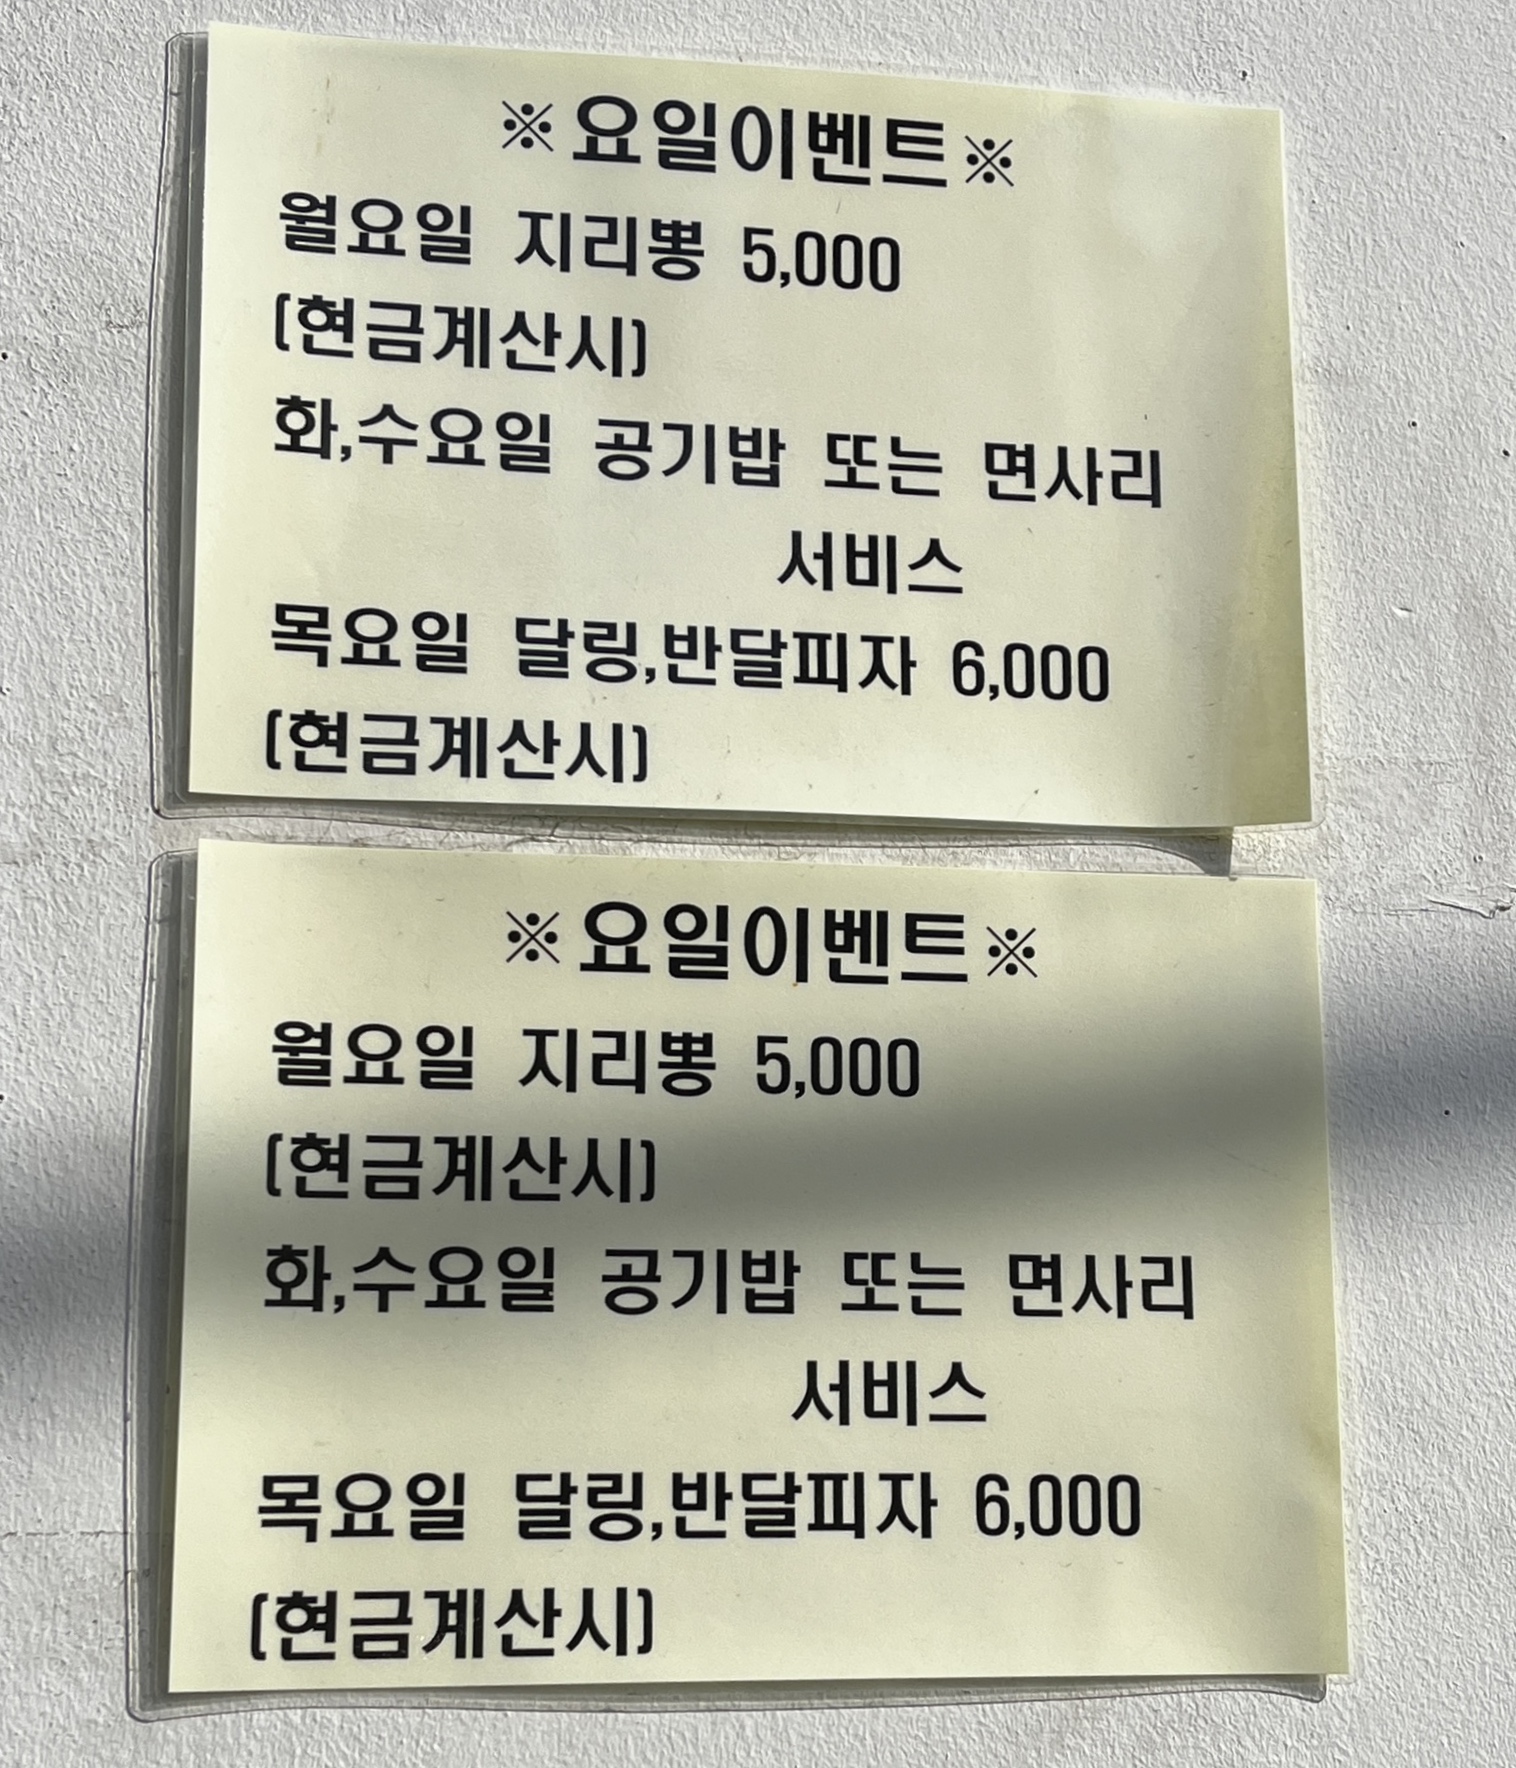 ※요일이벤트※
월요일 지리뽕 5,000
(현금계산시)
화,수요일 공기밥 또는 면사리
서비스
목요일 달링,반달피자 6,000
(현금계산시)
※요일이벤트※
월요일 지리뽕 5,000
(현금계산시)
화,수요일 공기밥 또는 면사리
서비스
목요일 달링,반달피자 6,000
(현금계산시)